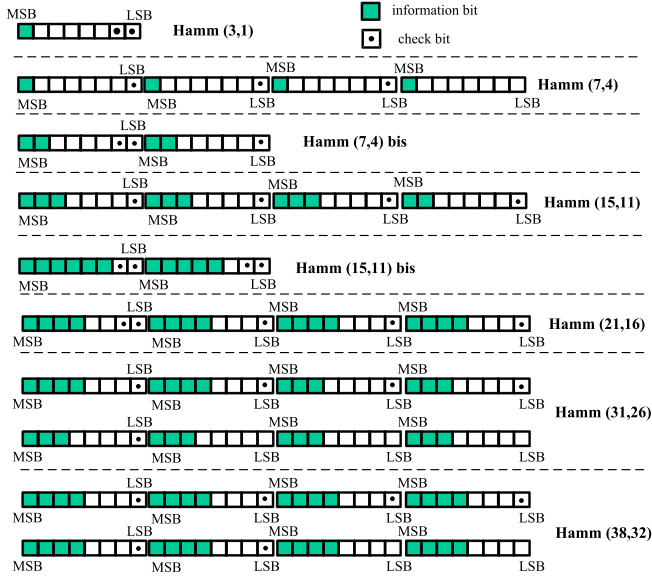 MSB LSB information bit
Hamm (3,1)
check bit
LSB MSB MSB
Hamm (7,4)
MSB MSB LSB LSB LSB
LSB
Hamm (7,4) bis
MSB MSB LSB
LSB MSB MSB
Hamm (15,11)
MSB MSB LSB LSB LSB
LSB
Hamm (15,11) bis
MSB MSB LSB
LSB MSB MSB
Hamm (21,16)
MSB MSB LSB LSB LSB
LSB MSB MSB
MSB MSB LSB LSB LSB
Hamm (31,26)
LSB MSB MSB
MSB MSB LSB LSB LSB
LSB MSB MSB
MSB MSB LSB LSB LSB
Hamm (38,32)
LSB MSB MSB
MSB MSB LSB LSB LSB